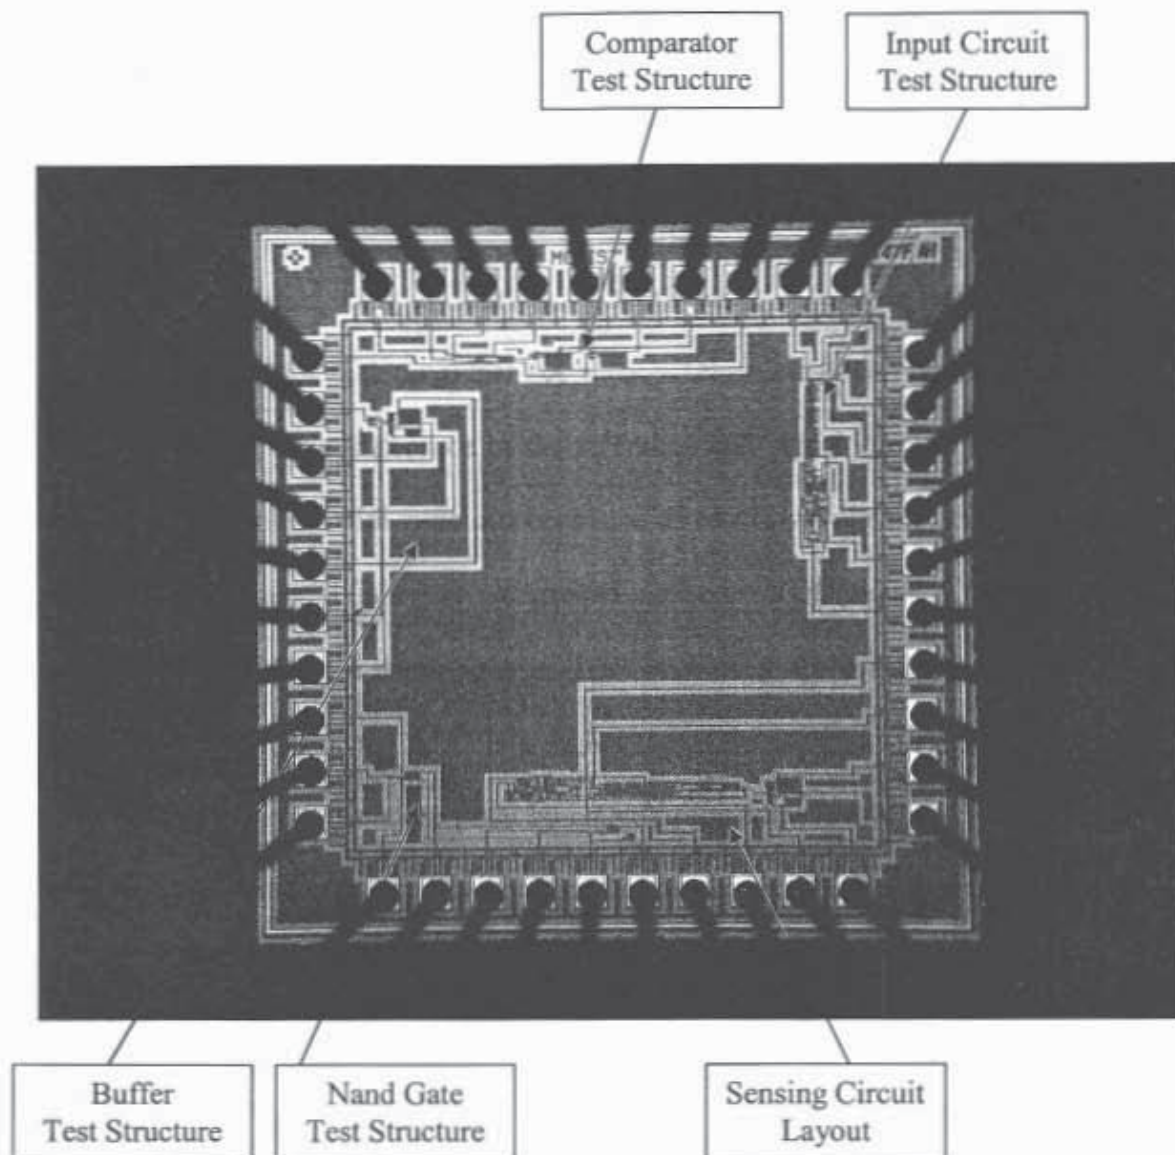 Comparator
Test Structure
Input Circuit
Test Structure
Buffer
Test Structure
Nand Gate
Test Structure
Sensing Circuit
Layout